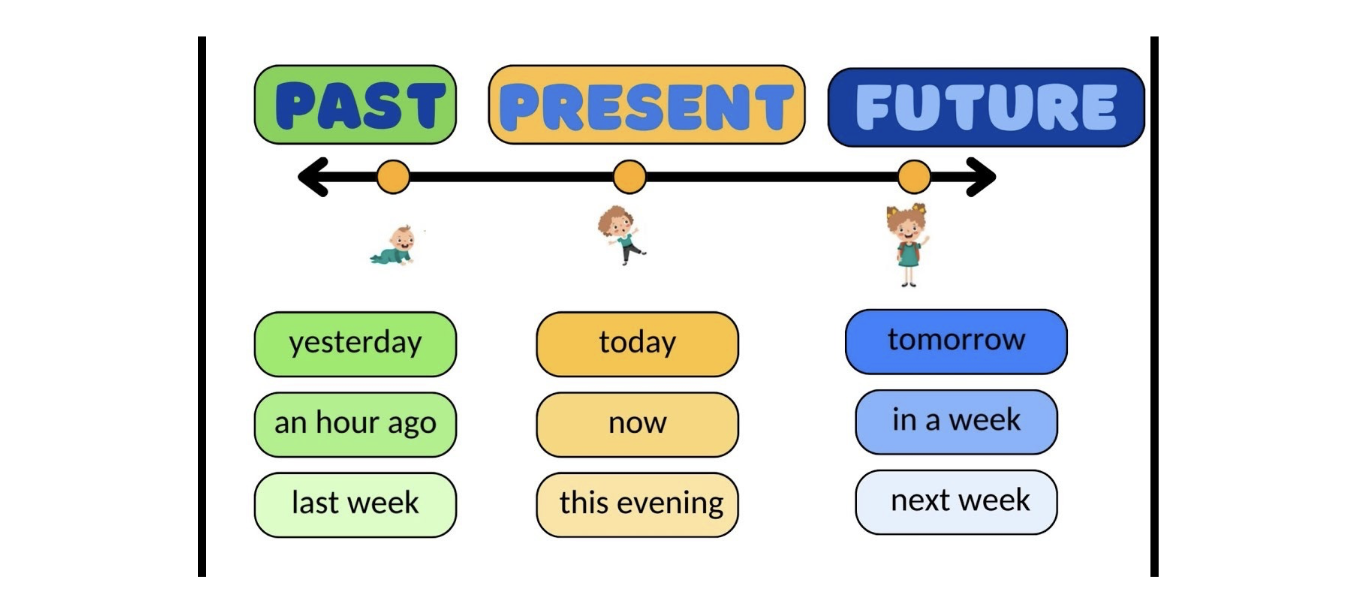 PAST PRESENT FUTURE
yesterday today tomorrow
an hour ago now in a week
last week this evening next week